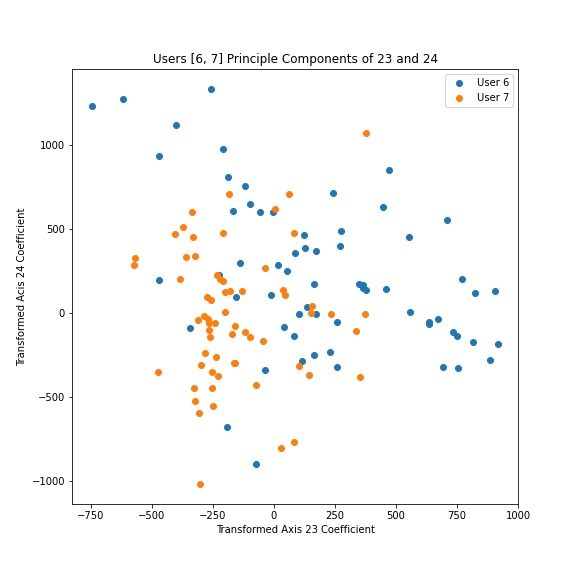 Users [6, 7] Principle Components of 23 and 24
User 6
User 7
Transformed Acis 24 Coefficient
1000
500
0
−500
−1000
−750
−500
−250
0
250
500
750
1000
Transformed Axis 23 Coefficient